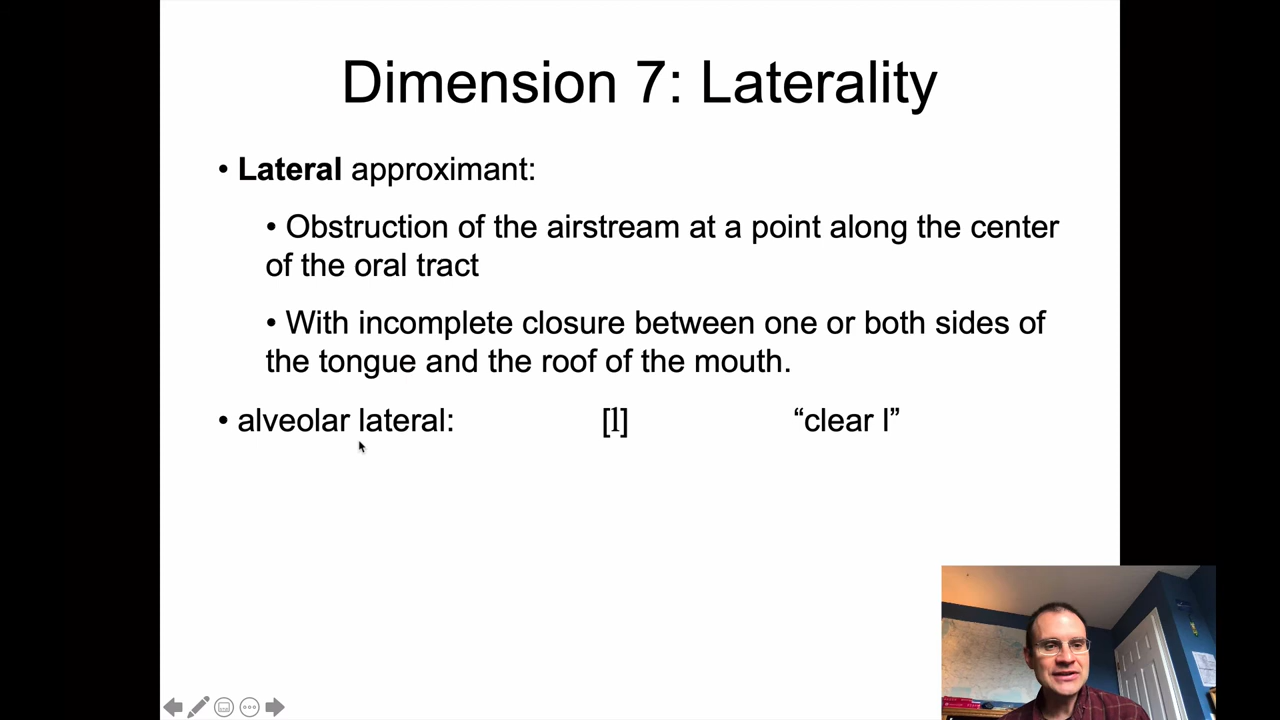 Dimension 7: Laterality
• Lateral approximant:
• Obstruction of the airstream at a point along the center
of the oral tract
• With incomplete closure between one or both sides of
the tongue and the roof of the mouth.
• alveolar lateral: [l] “clear l”